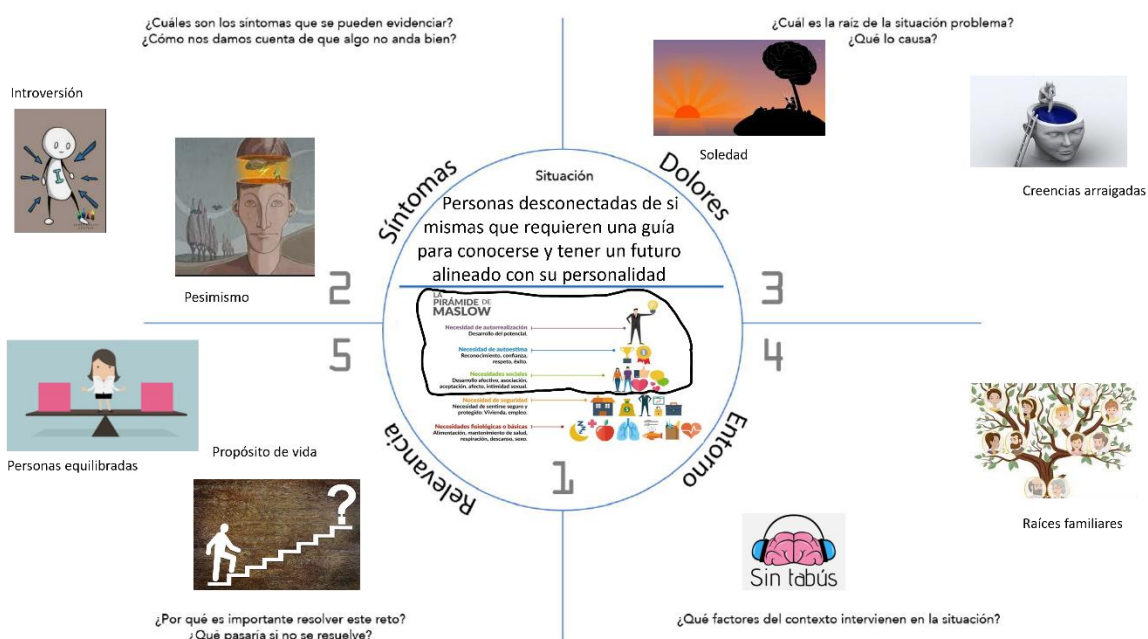 ¿Cuáles son los síntomas que se pueden evidenciar?
¿Cómo nos damos cuenta de que algo no anda bien?
¿Cuál es la raíz de la situación problema?
¿Qué lo causa?
Introversión
I
Pesimismo
Síntomas
2
Soledad
Creencias arraigadas
Dolores
3
Situación
Personas desconectadas de si
mismas que requieren una guía
para conocerse y tener un futuro
alineado con su personalidad
LA
PIRÁMIDE DE
MASLOW
Necesidad de autorrealización
Desarrollo del potencial.
Necesidad de autoestima
Reconocimiento, confianza,
respeto, éxito.
Necesidades sociales
Desarrollo afectivo, asociación,
aceptación, afecto, intimidad sexual.
Necesidad de seguridad
Necesidad de sentirse seguro y
protegido: Vivienda, empleo.
Necesidades fisiológicas o básicas
Alimentación, mantenimiento de salud,
respiración, descanso, sexo.
1
5
Personas equilibradas
Propósito de vida
?
Relevancia
4
Entorno
Raíces familiares
Sin tabús
¿Por qué es importante resolver este reto?
¿Qué pasaría si no se resuelve?
¿Qué factores del contexto intervienen en la situación?